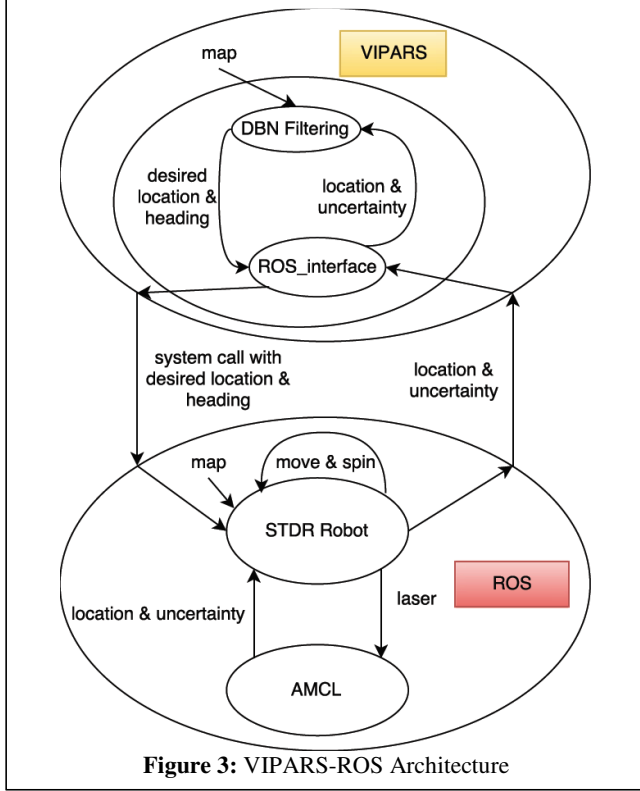 map
VIPARS
DBN Filtering
desired
location &
heading
location &
uncertainty
ROS_interface
system call with
desired location &
heading
location &
uncertainty
map
move & spin
STDR Robot
ROS
laser
location & uncertainty
AMCL
Figure 3: VIPARS-ROS Architecture